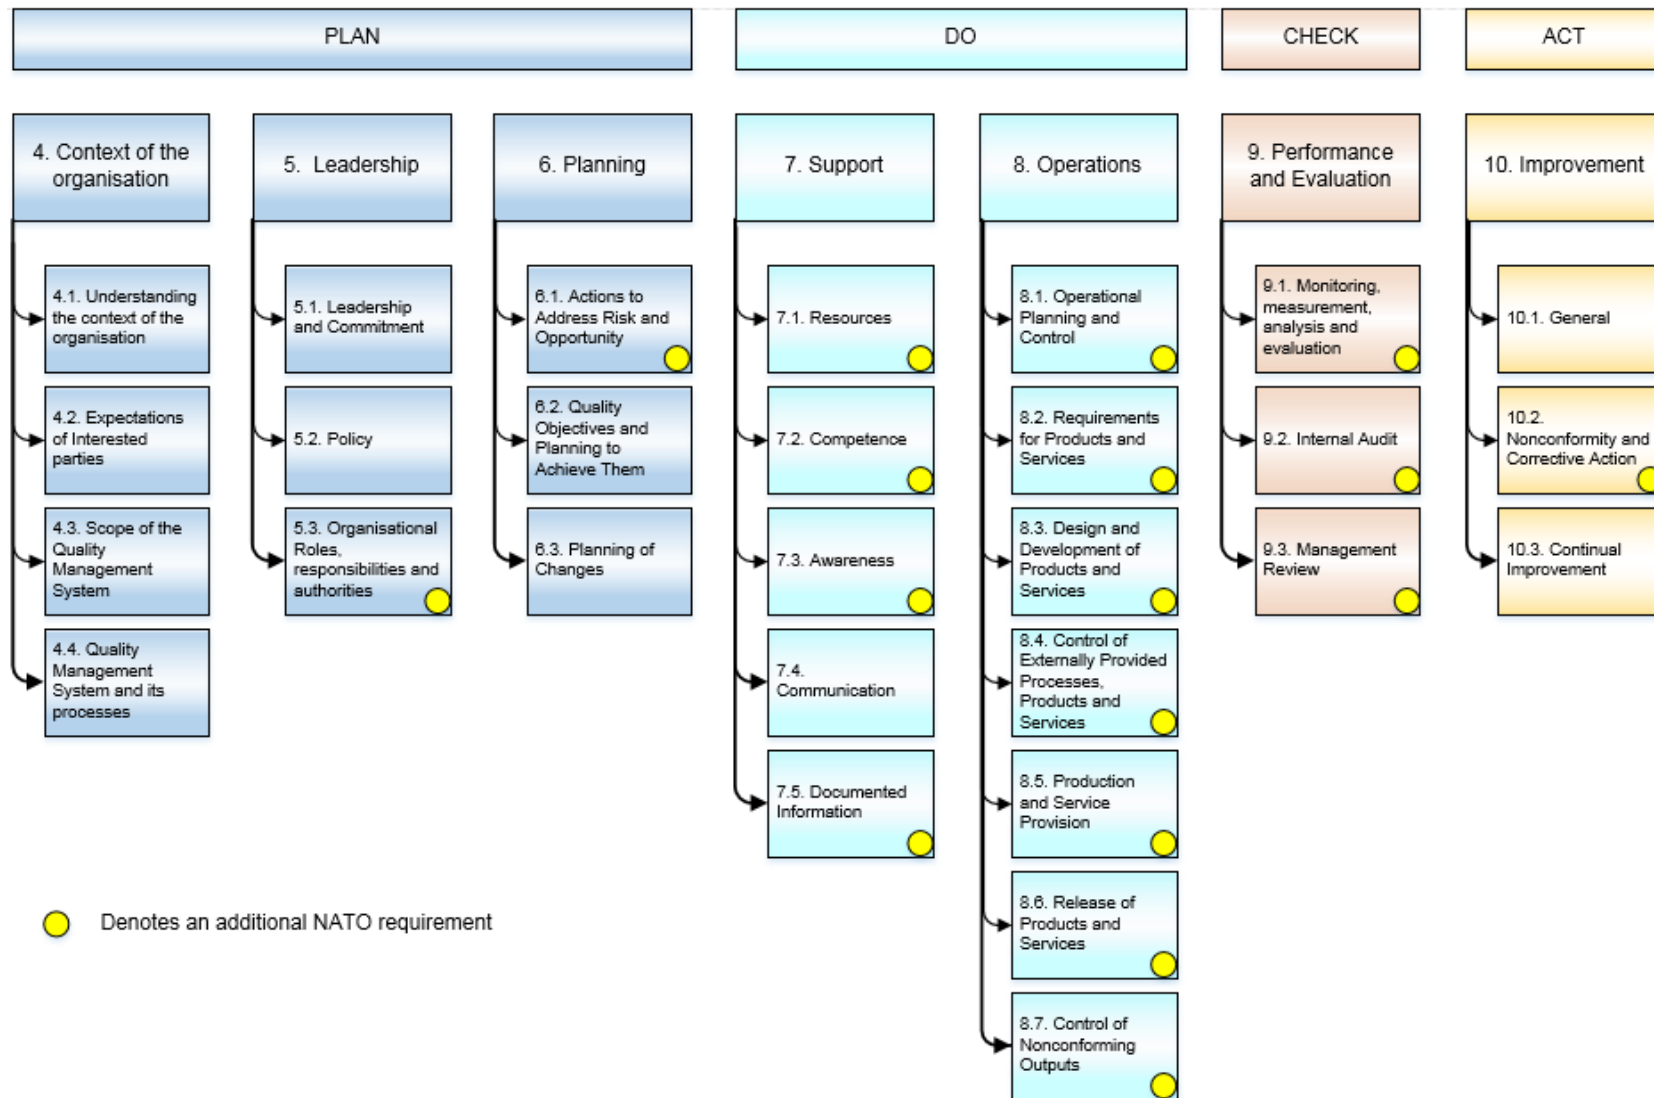 PLAN
DO
CHECK
ACT
4. Context of the
organisation
5. Leadership
6. Planning
7. Support
8. Operations
9. Performance
and Evaluation
10. Improvement
4.1. Understanding
the context of the
organisation
4.2. Expectations
of Interested
parties
4.3. Scope of the
Quality
Management
System
4.4. Quality
Management
System and its
processes
5.1. Leadership
and Commitment
5.2. Policy
5.3. Organisational
Roles,
responsibilities and
authorities
6.1. Actions to
Address Risk and
Opportunity
6.2. Quality
Objectives and
Planning to
Achieve Them
6.3. Planning of
Changes
7.1. Resources
7.2. Competence
7.3. Awareness
7.4.
Communication
7.5. Documented
Information
8.1. Operational
Planning and
Control
8.2. Requirements
for Products and
Services
8.3. Design and
Development of
Products and
Services
8.4. Control of
Externally Provided
Processes,
Products and
Services
8.5. Production
and Service
Provision
8.6. Release of
Products and
Services
8.7. Control of
Nonconforming
Outputs
9.1. Monitoring,
measurement,
analysis and
evaluation
9.2. Internal Audit
9.3. Management
Review
10.1. General
10.2.
Nonconformity and
Corrective Action
10.3. Continual
Improvement
Denotes an additional NATO requirement